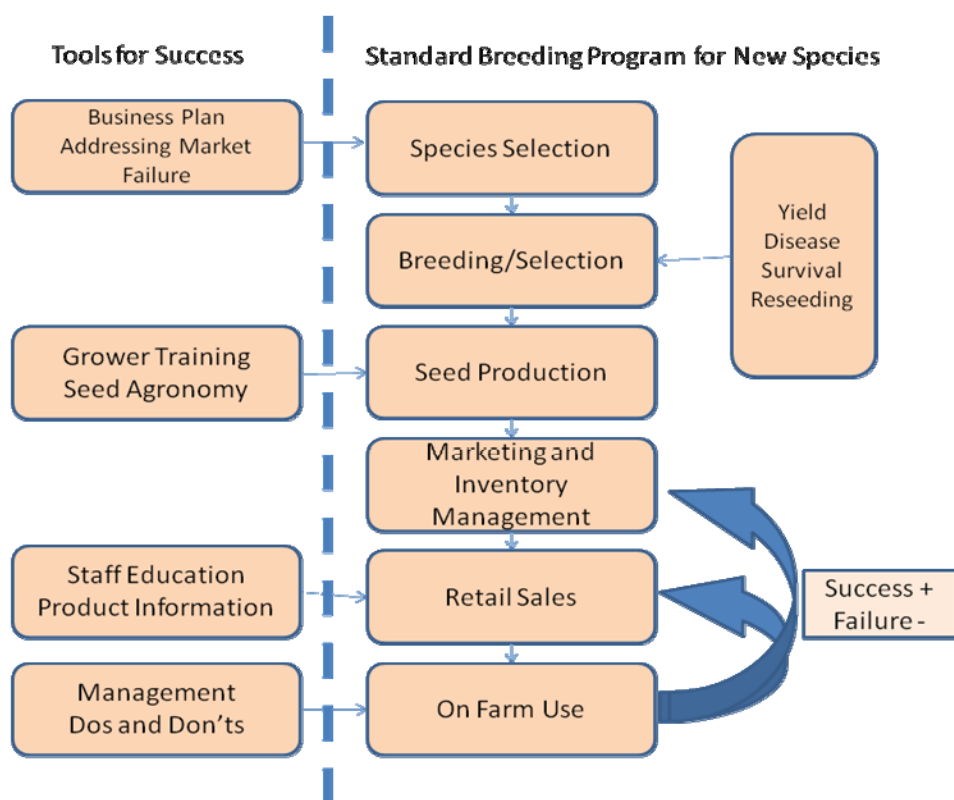 Tools for Success
Standard Breeding Program for New Species
Business Plan
Addressing Market
Failure
Species Selection
Yield
Disease
Survival
Reseeding
Breeding/Selection
Grower Training
Seed Agronomy
Seed Production
Marketing and
Inventory
Management
Staff Education
Product Information
Retail Sales
Success +
Failure -
Management
Dos and Don'ts
On Farm Use